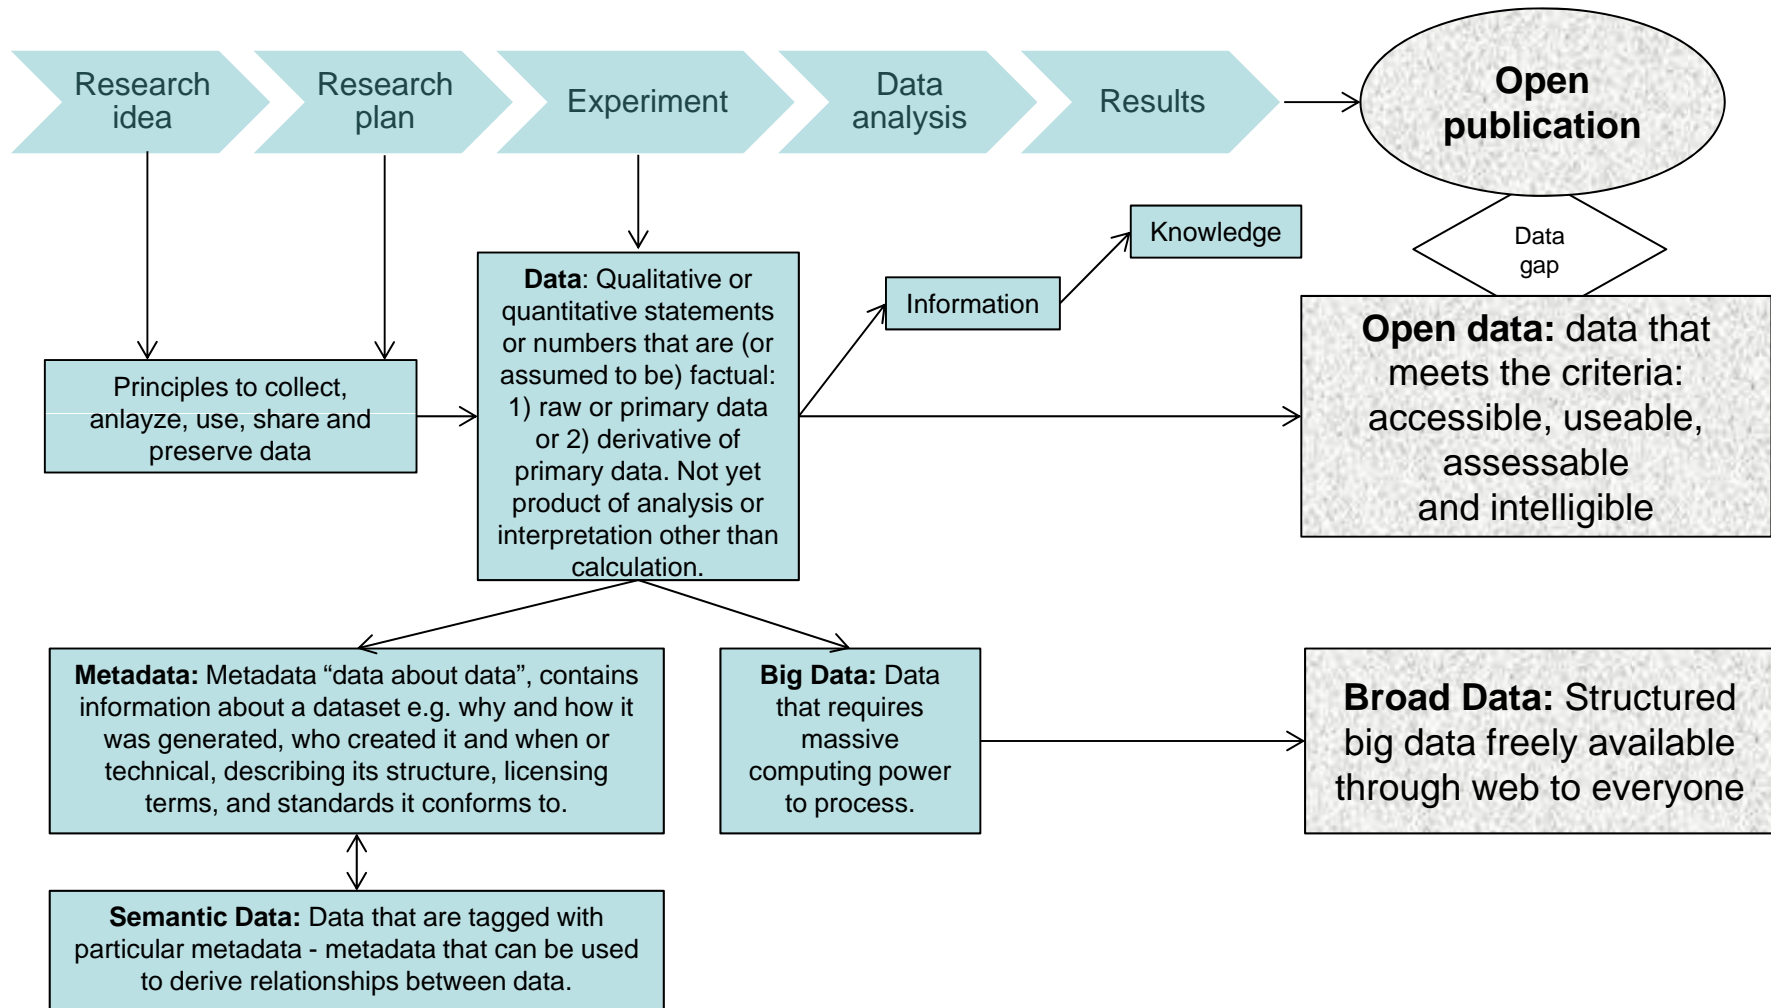 Research
idea
Research
plan
Experiment
Data
analysis
Results
Open
publication
Data
gap
Knowledge
Information
Data: Qualitative or
quantitative statements
or numbers that are (or
assumed to be) factual:
1) raw or primary data
or 2) derivative of
primary data. Not yet
product of analysis or
interpretation other than
calculation.
Principles to collect,
anlayze, use, share and
preserve data
Open data: data that
meets the criteria:
accessible, useable,
assessable
and intelligible
Metadata: Metadata “data about data”, contains
information about a dataset e.g. why and how it
was generated, who created it and when or
technical, describing its structure, licensing
terms, and standards it conforms to.
Big Data: Data
that requires
massive
computing power
to process.
Broad Data: Structured
big data freely available
through web to everyone
Semantic Data: Data that are tagged with
particular metadata - metadata that can be used
to derive relationships between data.